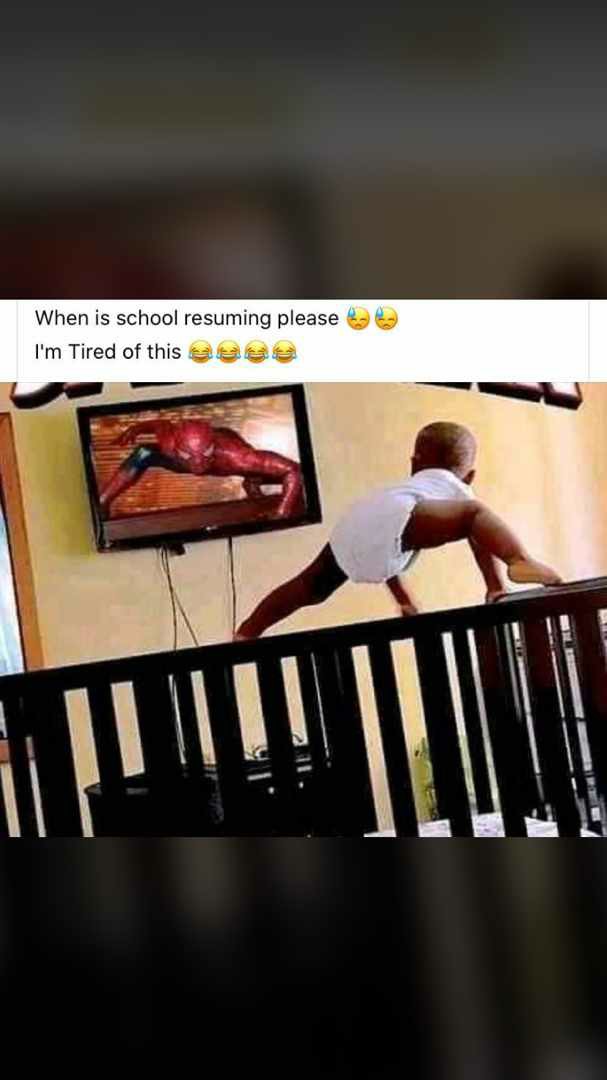 When is school resuming please 😓😓
I'm Tired of this 😂😂😂😂